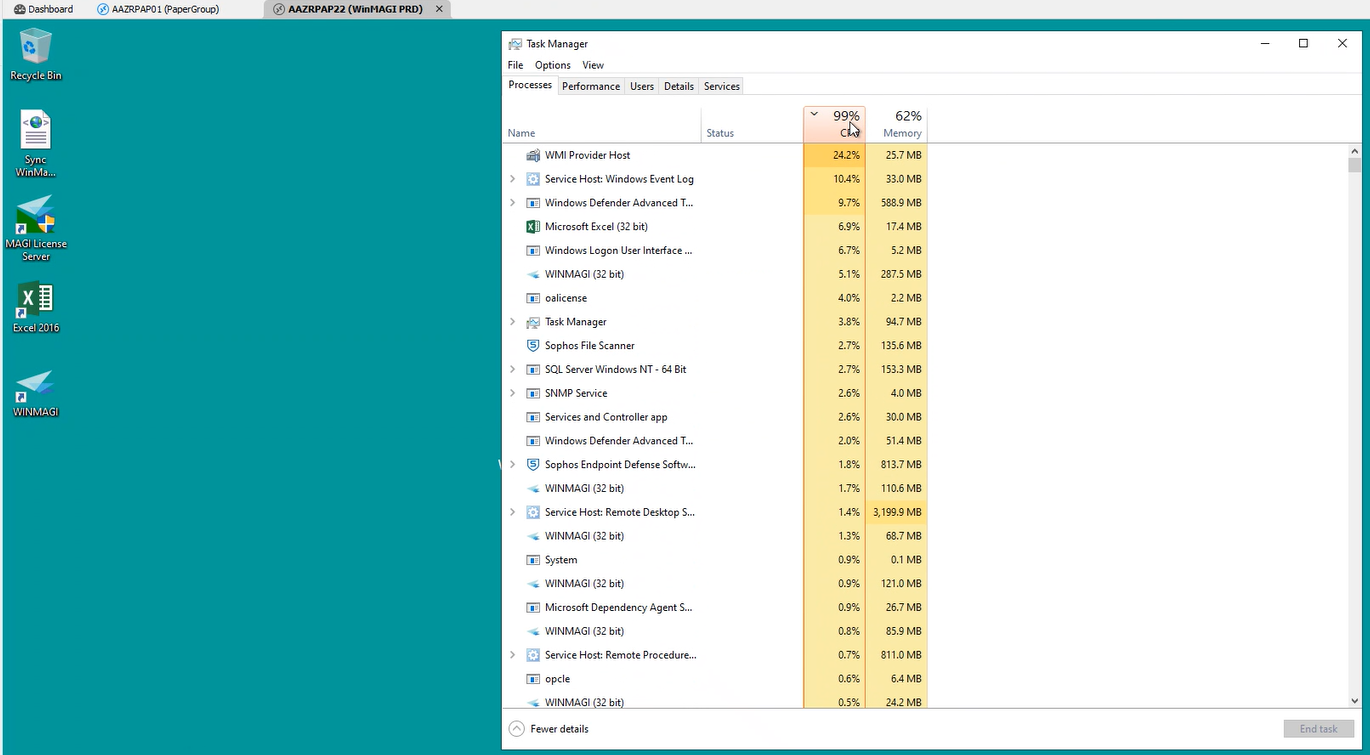 Dashboard AAZRPAP01 (PaperGroup) AAZRPAP22 (WinMAGI PRD)
Recycle Bin
Sync
WinMa...
MAGI License
Server
Excel 2016
WINMAGI
Task Manager
File Options View
Processes Performance Users Details Services
99% 62%
Name Status Memory
WMI Provider Host 24.2% 25.7 MB
Service Host: Windows Event Log 10.4% 33.0 MB
Windows Defender Advanced T... 9.7% 588.9 MB
Microsoft Excel (32 bit) 6.9% 17.4 MB
Windows Logon User Interface ... 6.7% 5.2 MB
WINMAGI (32 bit) 5.1% 287.5 MB
oalicense 4.0% 2.2 MB
Task Manager 3.8% 94.7 MB
Sophos File Scanner 2.7% 135.6 MB
SQL Server Windows NT - 64 Bit 2.7% 153.3 MB
SNMP Service 2.6% 4.0 MB
Services and Controller app 2.6% 30.0 MB
Windows Defender Advanced T... 2.0% 51.4 MB
Sophos Endpoint Defense Softw... 1.8% 813.7 MB
WINMAGI (32 bit) 1.7% 110.6 MB
Service Host: Remote Desktop S... 1.4% 3,199.9 MB
WINMAGI (32 bit) 1.3% 68.7 MB
System 0.9% 0.1 MB
WINMAGI (32 bit) 0.9% 121.0 MB
Microsoft Dependency Agent S... 0.9% 26.7 MB
WINMAGI (32 bit) 0.8% 85.9 MB
Service Host: Remote Procedure... 0.7% 811.0 MB
opcle 0.6% 6.4 MB
WINMAGI (32 bit) 0.5% 24.2 MB
Fewer details End task